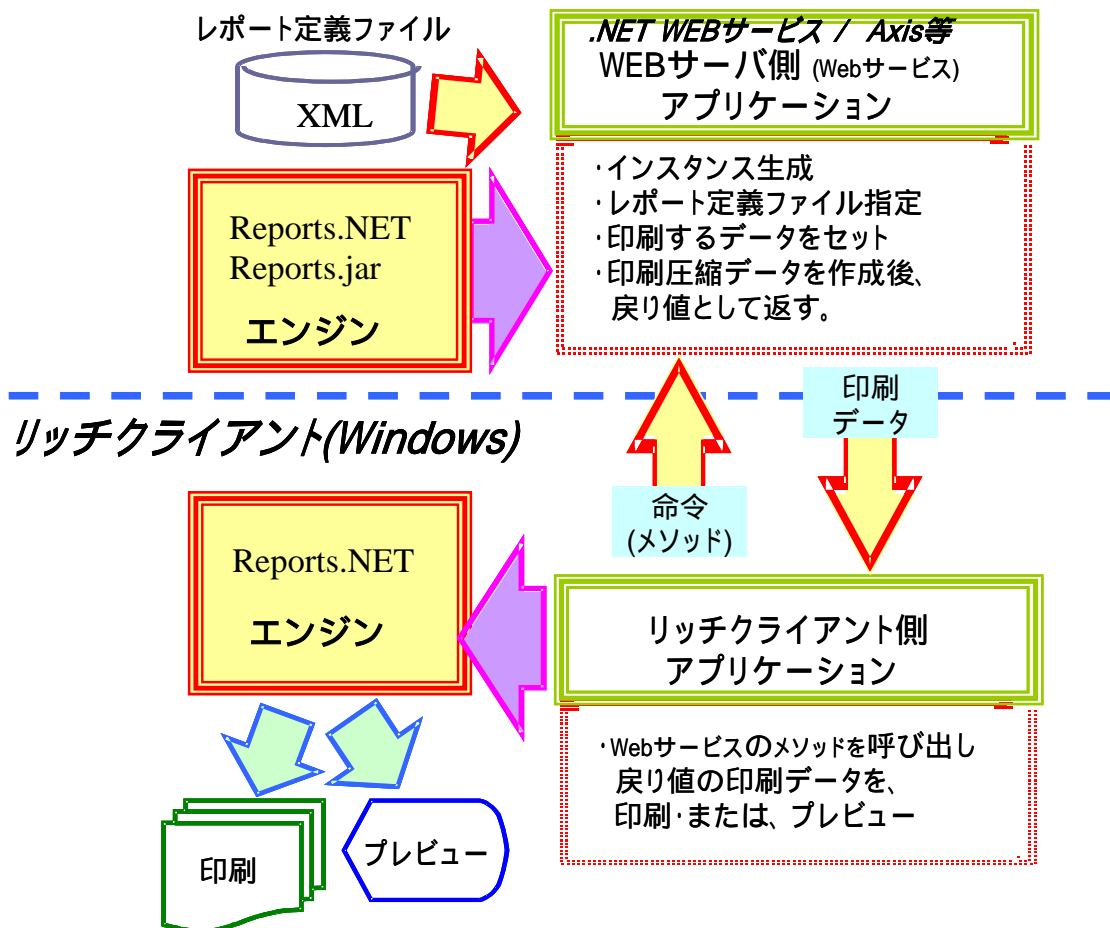 レポート定義ファイル
XML
.NET WEBサービス / Axis等
WEBサーバ側 (Webサービス)
アプリケーション
Reports.NET
Reports.jar
エンジン
・インスタンス生成
・レポート定義ファイル指定
・印刷するデータをセット
・印刷圧縮データを作成後、
戻り値として返す。
印刷
データ
リッチクライアント(Windows)
命令
(メソッド)
Reports.NET
エンジン
リッチクライアント側
アプリケーション
・Webサービスのメソッドを呼び出し
戻り値の印刷データを、
印刷・または、プレビュー
印刷
プレビュー